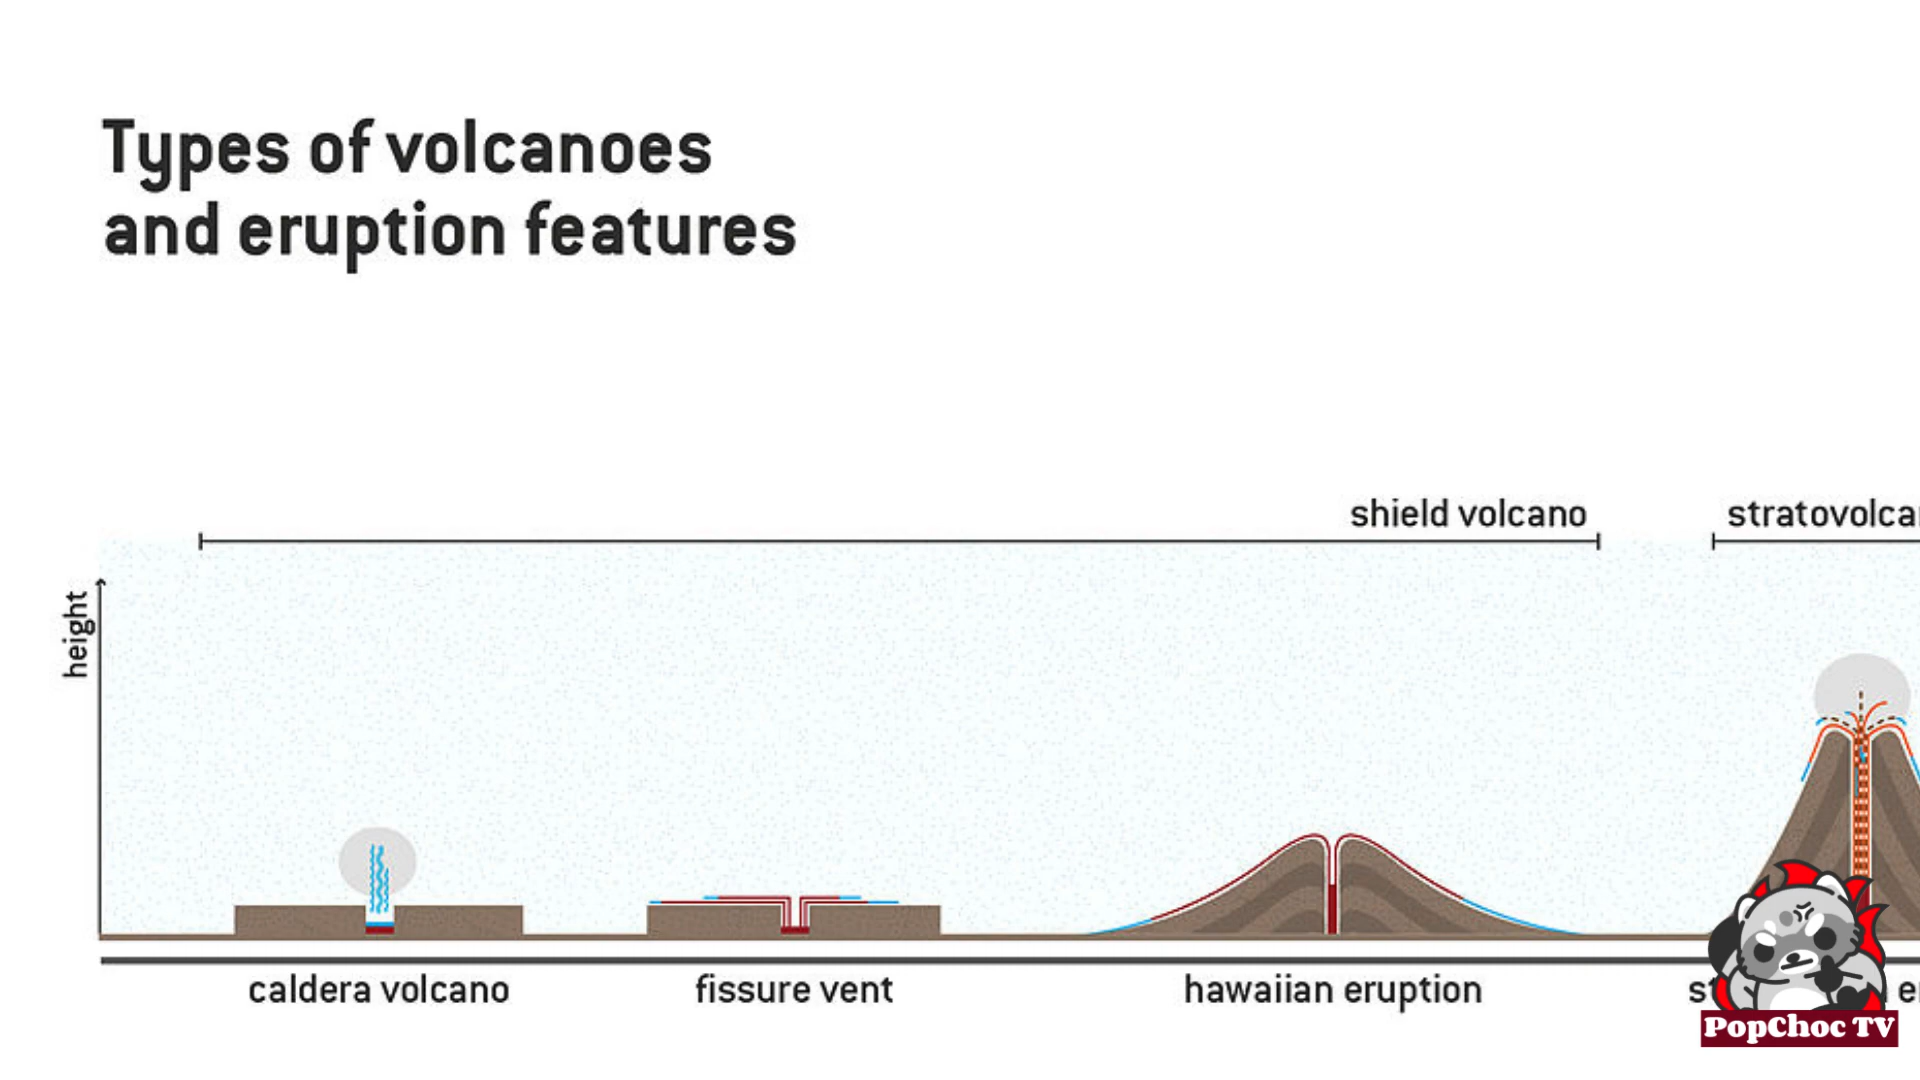 Types of volcanoes
and eruption features
shield volcano
height
caldera volcano
fissure vent
hawaiian eruption
PopChoc TV